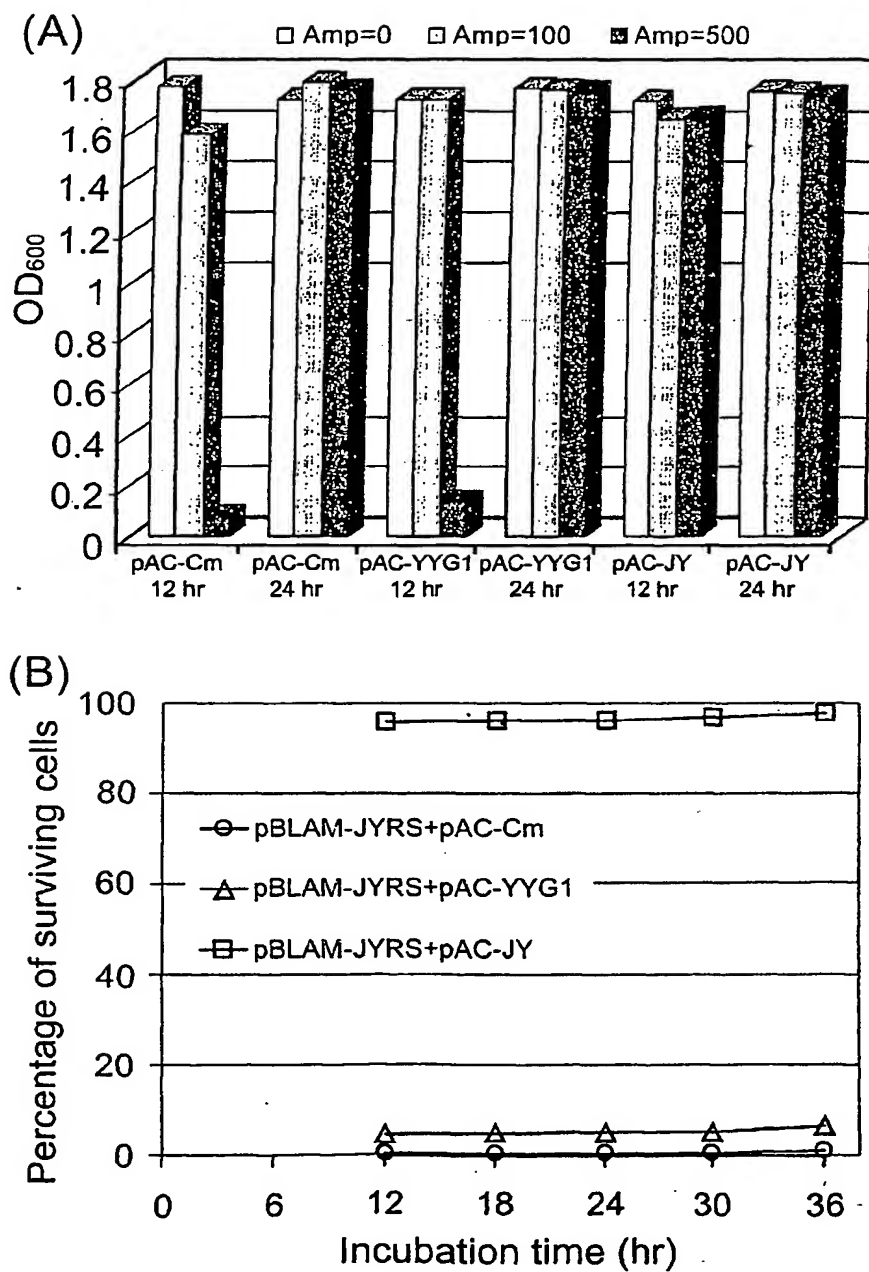 (A)
Amp=0 Amp=100 Amp=500
1.8
1.6
1.4
1.2
1
0.8
0.6
0.4
0.2
0
OD600
pAC-Cm pAC-Cm pAC-YYG1 pAC-YYG1 pAC-JY pAC-JY
12 hr 24 hr 12 hr 24 hr 12 hr 24 hr
(B)
Percentage of surviving cells
100
80
60
40
20
0
pBLAM-JYRS+pAC-Cm
pBLAM-JYRS+pAC-YYG1
pBLAM-JYRS+pAC-JY
0 6 12 18 24 30 36
Incubation time (hr)